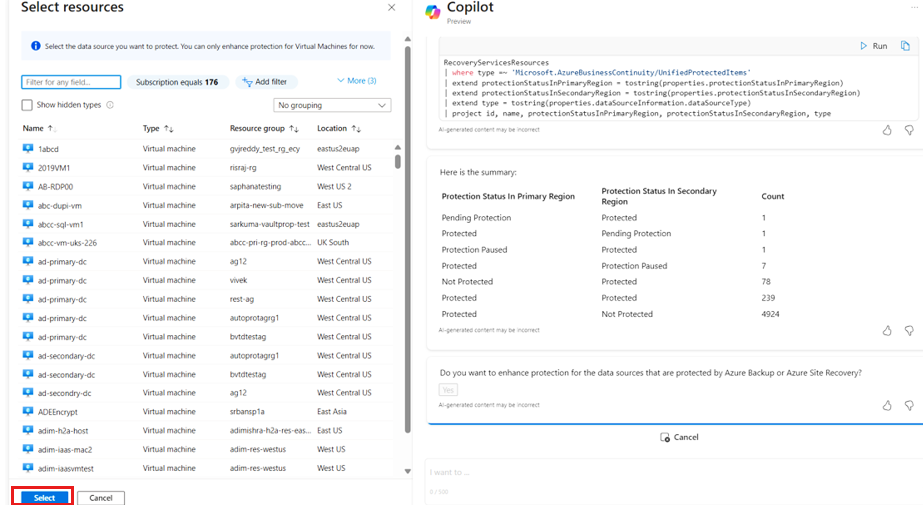 Select resources
Select the data source you want to protect. You can only enhance protection for Virtual Machines for now.
Filter for any field...
Subscription equals 176
Add filter
More (3)
Show hidden types
No grouping
Name Type Resource group Location
1abcd Virtual machine gvjreddy_test_rg_ecy eastus2euap
2019VM1 Virtual machine risraj-rg West Central US
AB-RDP00 Virtual machine saphanatesting West US 2
abc-dupi-vm Virtual machine arpita-new-sub-move East US
abcc-sql-vm1 Virtual machine sarkuma-vaultprop-test eastus2euap
abcc-vm-uks-226 Virtual machine abcc-pri-rg-prod-abcc... UK South
ad-primary-dc Virtual machine ag12 West Central US
ad-primary-dc Virtual machine vivek West Central US
ad-primary-dc Virtual machine rest-ag West Central US
ad-primary-dc Virtual machine autoprotagrg1 West Central US
ad-primary-dc Virtual machine bvtdtestag West Central US
ad-secondary-dc Virtual machine autoprotagrg1 West Central US
ad-secondary-dc Virtual machine bvtdtestag West Central US
ad-secondry-dc Virtual machine ag12 West Central US
ADEEncrypt Virtual machine srbansp1a East Asia
adim-h2a-host Virtual machine adimishra-h2a-res-eas... East US
adim-iaas-mac2 Virtual machine adim-res-westus West US
adim-iaasvmtest Virtual machine adim-res-westus West US
Select
Cancel
Copilot
Preview
Run
RecoveryServicesResources
| where type =~ 'Microsoft.AzureBusinessContinuity/UnifiedProtectedItems'
| extend protectionStatusInPrimaryRegion = tostring(properties.protectionStatusInPrimaryRegion)
| extend protectionStatusInSecondaryRegion = tostring(properties.protectionStatusInSecondaryRegion)
| extend type = tostring(properties.dataSourceInformation.dataSourceType)
| project id, name, protectionStatusInPrimaryRegion, protectionStatusInSecondaryRegion, type
AI-generated content may be incorrect
Here is the summary:
Protection Status In Primary Region Protection Status In Secondary Region Count
Pending Protection Protected 1
Protected Pending Protection 1
Protection Paused Protected 1
Protected Protection Paused 7
Not Protected Protected 78
Protected Protected 239
Protected Not Protected 4924
AI-generated content may be incorrect
Do you want to enhance protection for the data sources that are protected by Azure Backup or Azure Site Recovery?
Yes
AI-generated content may be incorrect
Cancel
I want to ...
0/500